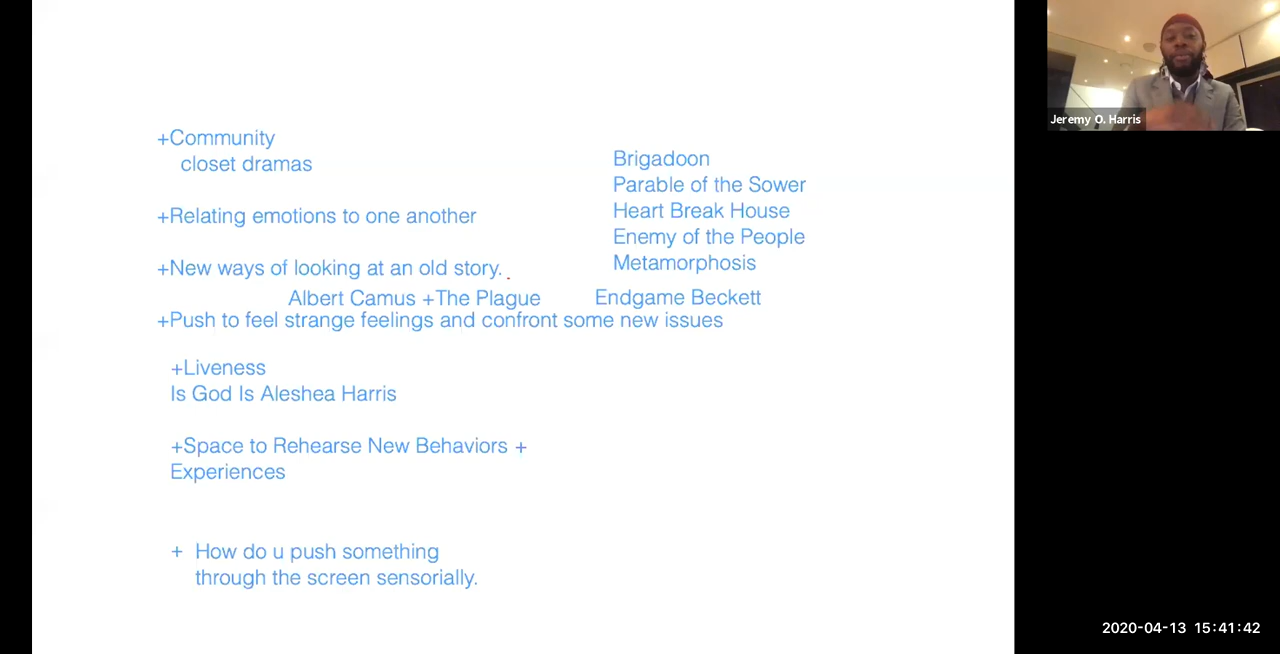 +Community
closet dramas
+Relating emotions to one another
+New ways of looking at an old story.
Albert Camus +The Plague
+Push to feel strange feelings and confront some new issues
+Liveness
Is God Is Aleshea Harris
+Space to Rehearse New Behaviors +
Experiences
+ How do u push something
through the screen sensorially.
Brigadoon
Parable of the Sower
Heart Break House
Enemy of the People
Metamorphosis
Endgame Beckett
Jeremy O. Harris
2020-04-13 15:41:42